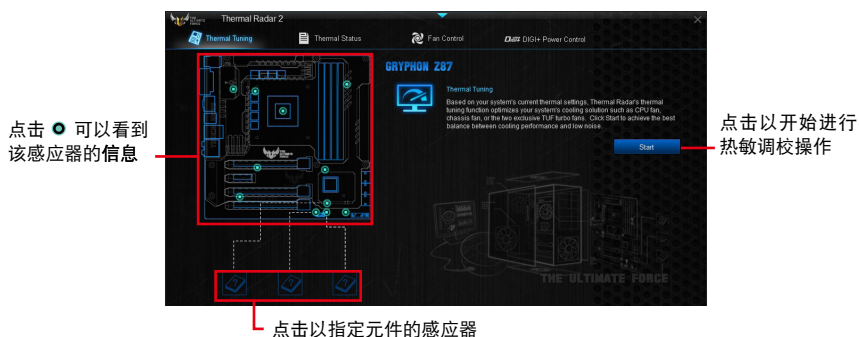 Thermal Radar 2
Thermal Tuning
Thermal Status
Fan Control
DIGI+ Power Control
GRYPHON Z87
Thermal Tuning
Based on your system's current thermal settings, Thermal Radar's thermal
tuning function optimizes your system's cooling solution such as CPU fan,
chassis fan, or the two exclusive TUF turbo fans. Click Start to achieve the best
balance between cooling performance and low noise.
Start
THE ULTIMATE FORCE
点击 可以看到
该感应器的信息
点击以开始进行
热敏调校操作
点击以指定元件的感应器